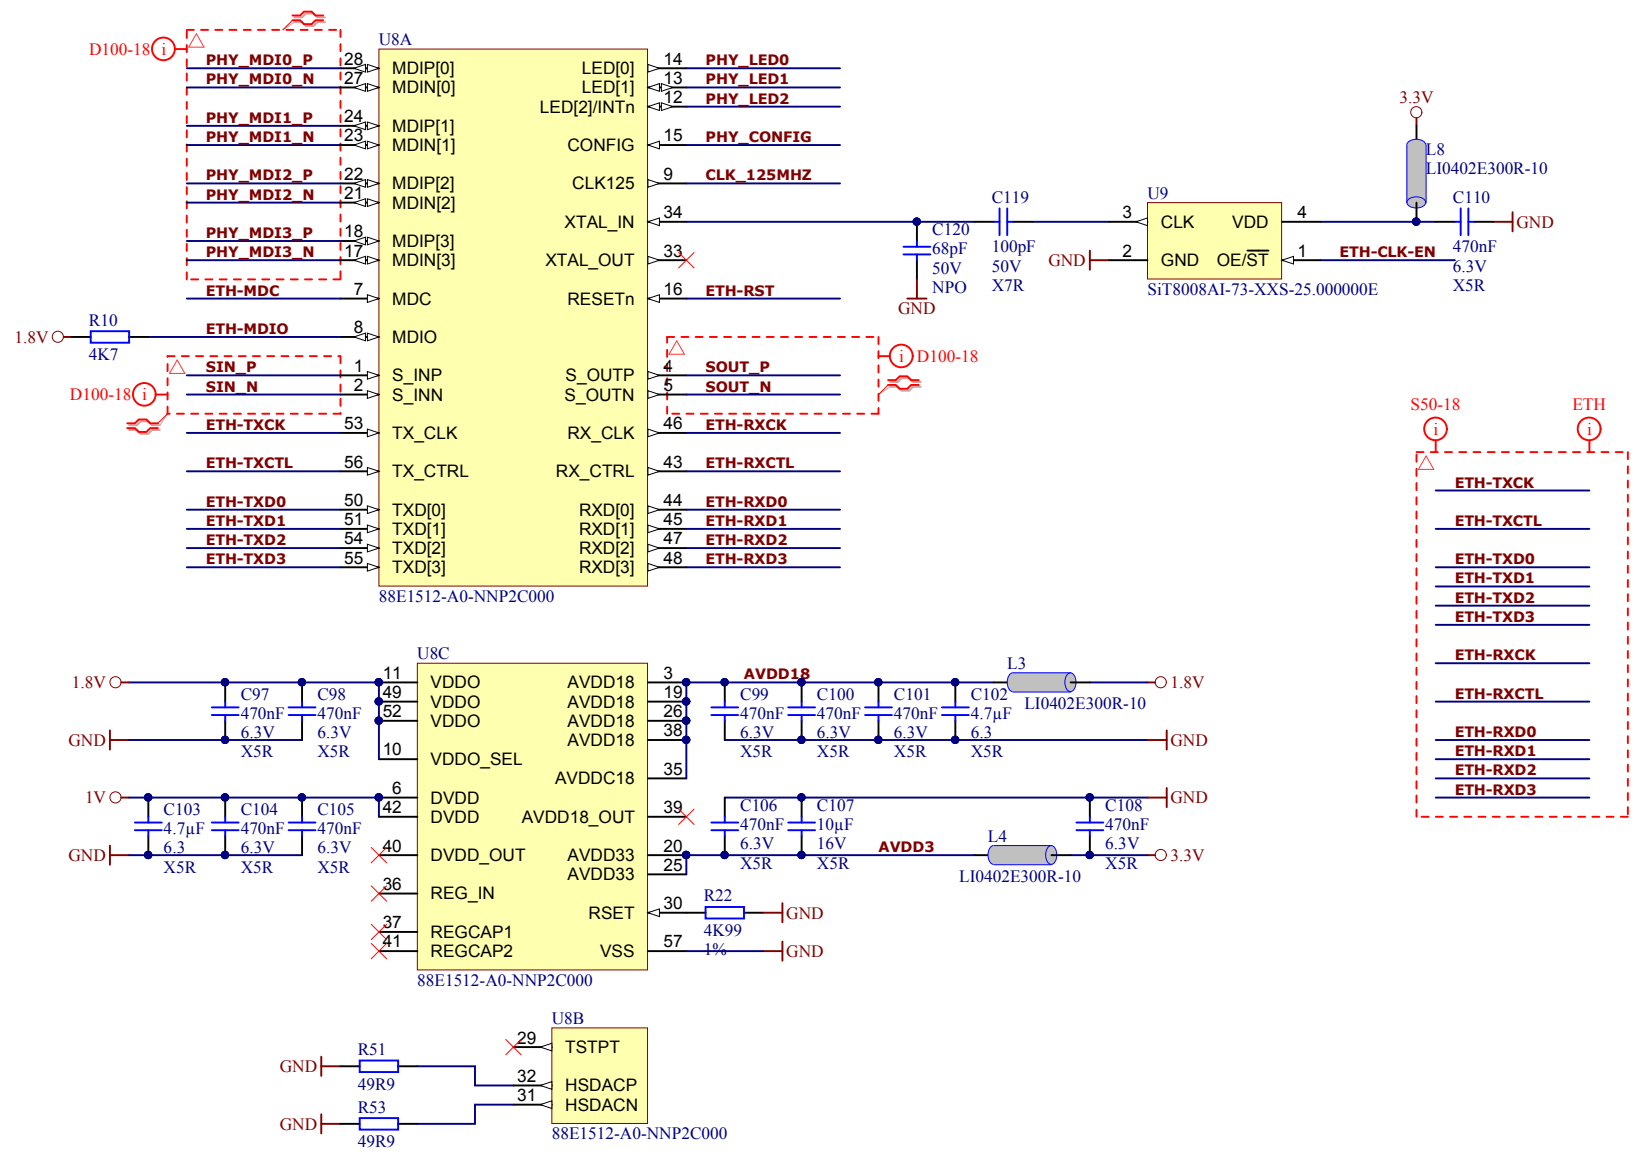 U8A
D100-18
PHY_MDI0_P 28 MDIP[0] LED[0] 14 PHY_LED0
PHY_MDI0_N 27 MDIN[0] LED[1] 13 PHY_LED1
LED[2]/INTn 12 PHY_LED2
PHY_MDI1_P 24 MDIP[1]
PHY_MDI1_N 23 MDIN[1] CONFIG 15 PHY_CONFIG
PHY_MDI2_P 22 MDIP[2] CLK125 9 CLK_125MHZ
PHY_MDI2_N 21 MDIN[2]
XTAL_IN 34
PHY_MDI3_P 18 MDIP[3]
PHY_MDI3_N 17 MDIN[3] XTAL_OUT 33
ETH-MDC 7 MDC RESETn 16 ETH-RST
1.8V R10 4K7 ETH-MDIO 8 MDIO
D100-18
SIN_P 1 S_INP S_OUTP 4 SOUT_P
SIN_N 2 S_INN S_OUTN 5 SOUT_N
D100-18
ETH-TXCK 53 TX_CLK RX_CLK 46 ETH-RXCK
ETH-TXCTL 56 TX_CTRL RX_CTRL 43 ETH-RXCTL
ETH-TXD0 50 TXD[0] RXD[0] 44 ETH-RXD0
ETH-TXD1 51 TXD[1] RXD[1] 45 ETH-RXD1
ETH-TXD2 54 TXD[2] RXD[2] 47 ETH-RXD2
ETH-TXD3 55 TXD[3] RXD[3] 48 ETH-RXD3
88E1512-A0-NNP2C000
C120
68pF
50V
NPO
GND
C119
100pF
50V
X7R
U9
3 CLK VDD 4
GND 2 GND OE/ST 1 ETH-CLK-EN
SiT8008AI-73-XXS-25.000000E
3.3V
L8
LI0402E300R-10
C110
470nF
6.3V
X5R
GND
S50-18 ETH
ETH-TXCK
ETH-TXCTL
ETH-TXD0
ETH-TXD1
ETH-TXD2
ETH-TXD3
ETH-RXCK
ETH-RXCTL
ETH-RXD0
ETH-RXD1
ETH-RXD2
ETH-RXD3
U8C
1.8V 11 VDDO AVDD18 3 AVDD18
49 VDDO AVDD18 19
52 VDDO AVDD18 26
AVDD18 38
10 VDDO_SEL
AVDDC18 35
1V 6 DVDD
42 DVDD AVDD18_OUT 39
40 DVDD_OUT AVDD33 20 AVDD3
AVDD33 25
36 REG_IN
RSET 30
37 REGCAP1
41 REGCAP2 VSS 57
88E1512-A0-NNP2C000
C97
470nF
6.3V
X5R
C98
470nF
6.3V
X5R
GND
C103
4.7µF
6.3
X5R
C104
470nF
6.3V
X5R
C105
470nF
6.3V
X5R
GND
C99
470nF
6.3V
X5R
C100
470nF
6.3V
X5R
C101
470nF
6.3V
X5R
C102
4.7µF
6.3
X5R
L3
LI0402E300R-10
1.8V
GND
GND
C106
470nF
6.3V
X5R
C107
10µF
16V
X5R
L4
LI0402E300R-10
C108
470nF
6.3V
X5R
3.3V
R22
4K99
1%
GND
GND
U8B
29 TSTPT
32 HSDACP
31 HSDACN
88E1512-A0-NNP2C000
GND R51
49R9
GND R53
49R9